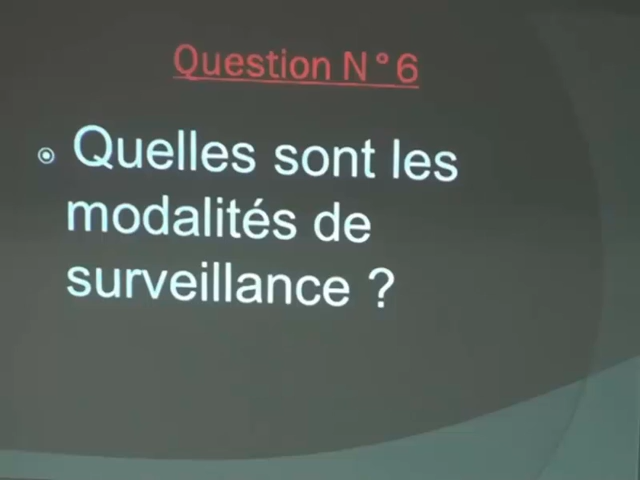 Question N°6
Quelles sont les
modalités de
surveillance ?